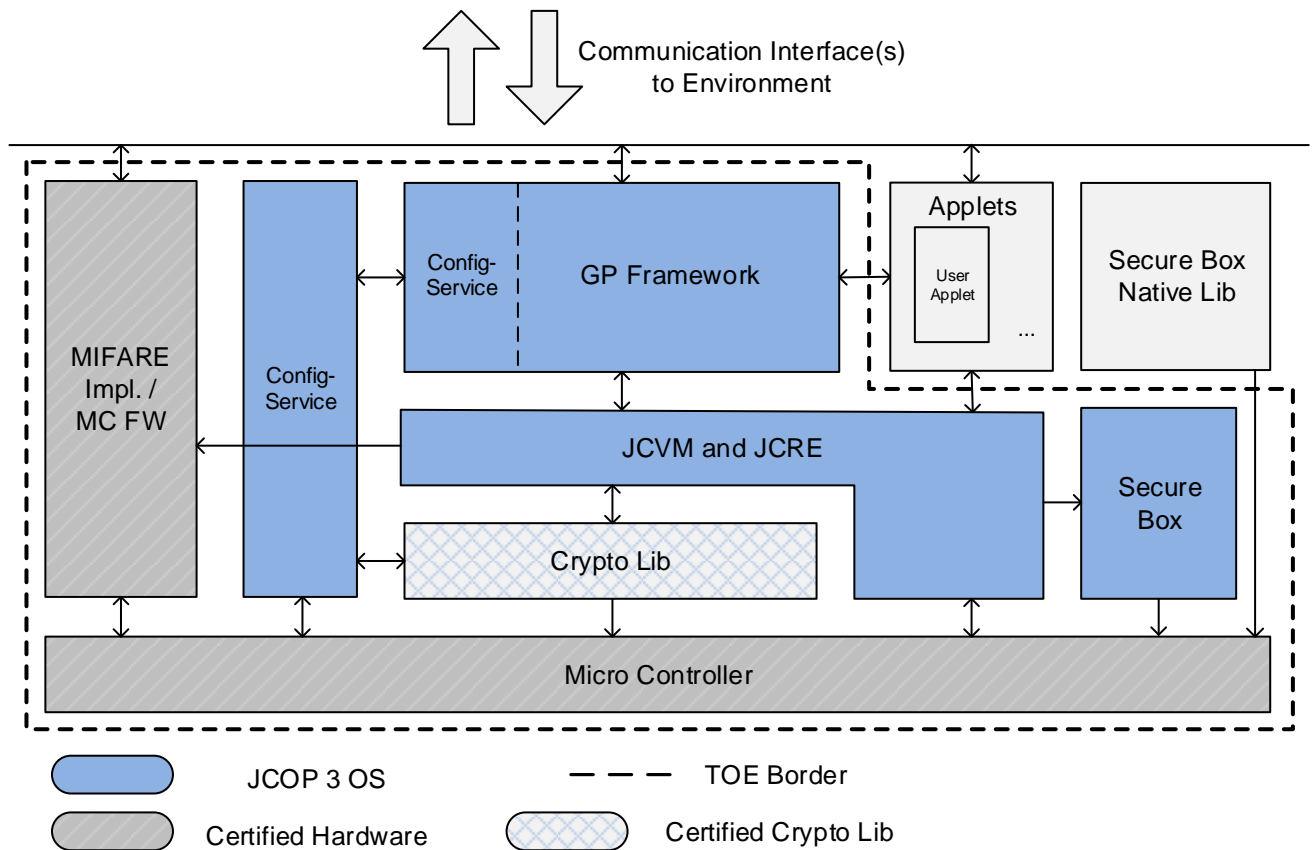 Communication Interface(s)
to Environment
MIFARE
Impl. /
MC FW
Config-
Service
Config-
Service
GP Framework
Applets
User
Applet
...
Secure Box
Native Lib
JCVM and JCRE
Secure
Box
Crypto Lib
Micro Controller
JCOP 3 OS
TOE Border
Certified Hardware
Certified Crypto Lib